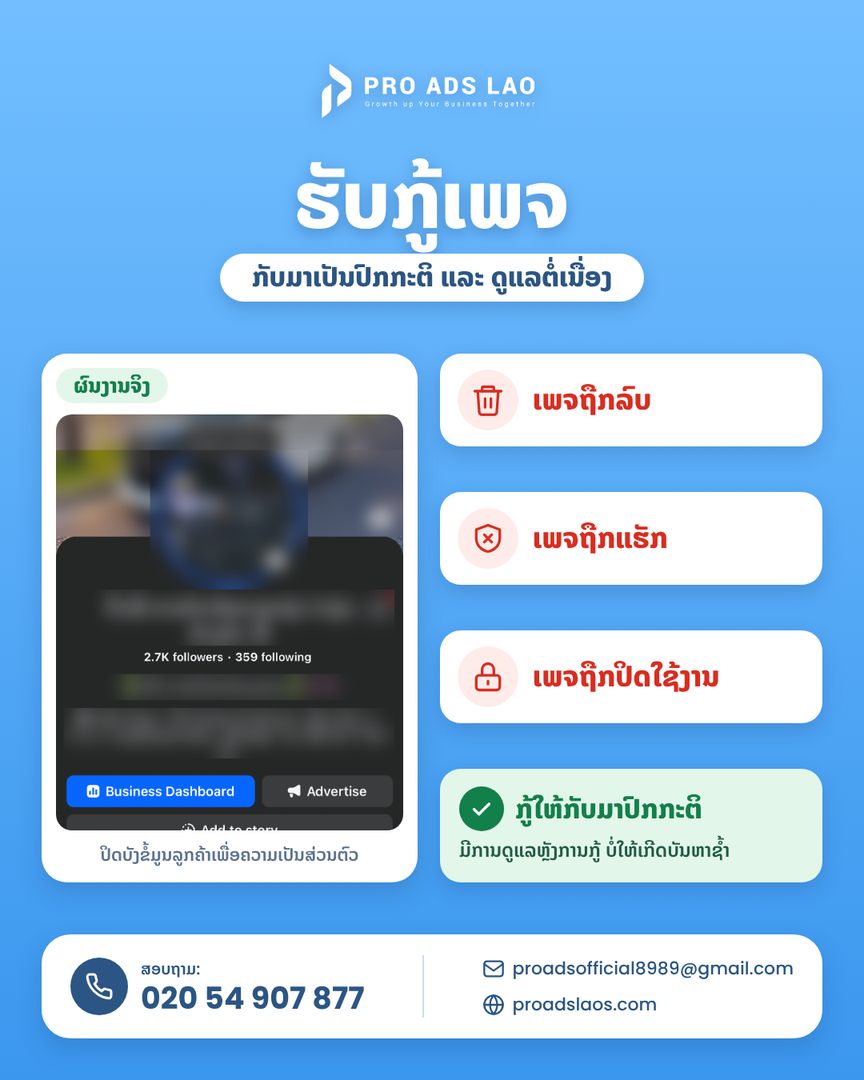 PRO ADS LAO
Growth up Your Business Together
ຮັບກູ້ເພຈ
ກັບມາເປັນປົກກະຕິ ແລະ ດູແລຕໍ່ເນື່ອງ
ຜົນງານຈິງ
2.7K followers · 359 following
Business Dashboard
Advertise
Add to story
ປິດບັງຂໍ້ມູນລູກຄ້າເພື່ອຄວາມເປັນສ່ວນຕົວ
ເພຈຖືກລົບ
ເພຈຖືກແຮັກ
ເພຈຖືກປິດໃຊ້ງານ
ກູ້ໃຫ້ກັບມາປົກກະຕິ
ມີການດູແລຫຼັງການກູ້ ບໍ່ໃຫ້ເກີດບັນຫາຊ້ຳ
ສອບຖາມ:
020 54 907 877
proadsofficial8989@gmail.com
proadslaos.com